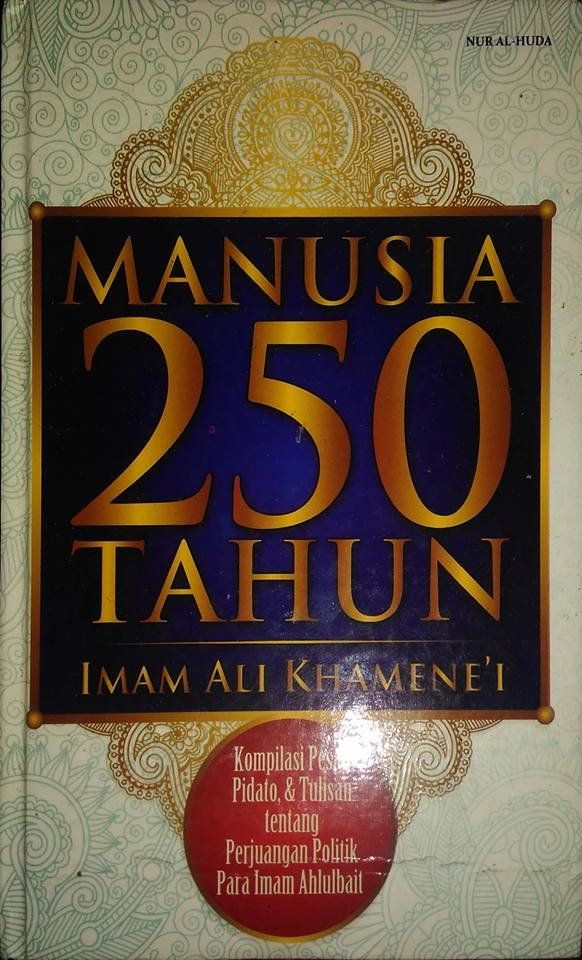 NUR AL-HUDA
MANUSIA
250
TAHUN
IMAM ALI KHAMENE'I
Kompilasi
Pidato, & Tulisan
tentang
Perjuangan Politik
Para Imam Ahlulbait